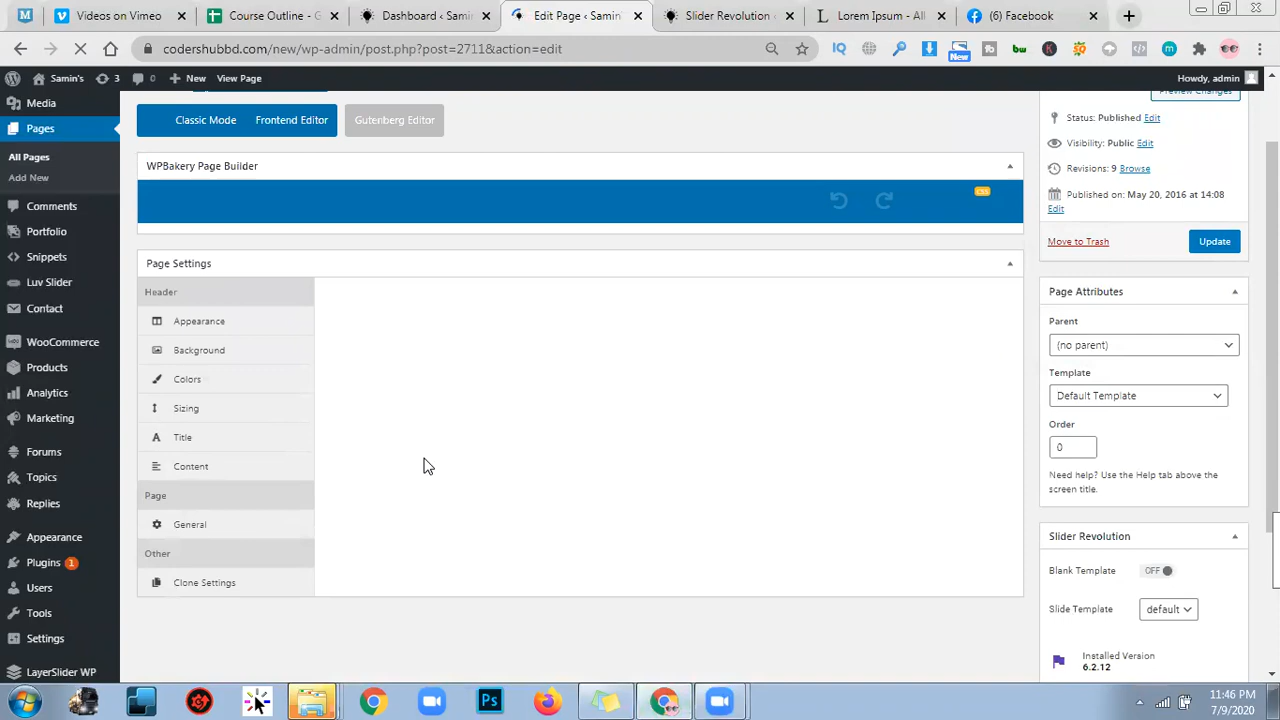 Videos on Vimeo
Course Outline - G
Dashboard ‹ Samin
Edit Page ‹ Samin
Slider Revolution
Lorem Ipsum - All
(6) Facebook
codershubbd.com/new/wp-admin/post.php?post=2711&action=edit
IQ
New
bw
K
m
Samin's
3
0
New
View Page
Howdy, admin
Media
Pages
All Pages
Add New
Comments
Portfolio
Snippets
Luv Slider
Contact
WooCommerce
Products
Analytics
Marketing
Forums
Topics
Replies
Appearance
Plugins 1
Users
Tools
Settings
LayerSlider WP
Classic Mode
Frontend Editor
Gutenberg Editor
WPBakery Page Builder
CSS
Page Settings
Header
Appearance
Background
Colors
Sizing
Title
Content
Page
General
Other
Clone Settings
Preview Changes
Status: Published Edit
Visibility: Public Edit
Revisions: 9 Browse
Published on: May 20, 2016 at 14:08
Edit
Move to Trash
Update
Page Attributes
Parent
(no parent)
Template
Default Template
Order
0
Need help? Use the Help tab above the
screen title.
Slider Revolution
Blank Template
OFF
Slide Template
default
Installed Version
6.2.12
Ps
11:46 PM
7/9/2020